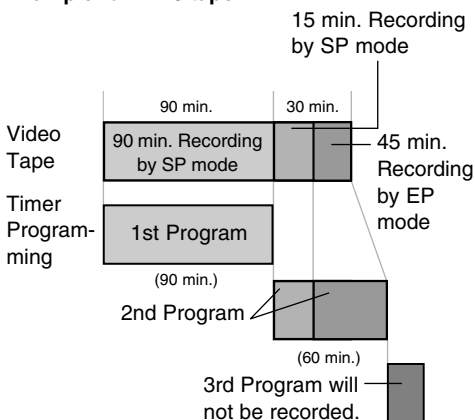 15 min. Recording
by SP mode
90 min.
30 min.
Video
Tape
90 min. Recording
by SP mode
45 min.
Recording
by EP
mode
Timer
Program-
ming
1st Program
(90 min.)
2nd Program
(60 min.)
3rd Program will
not be recorded.